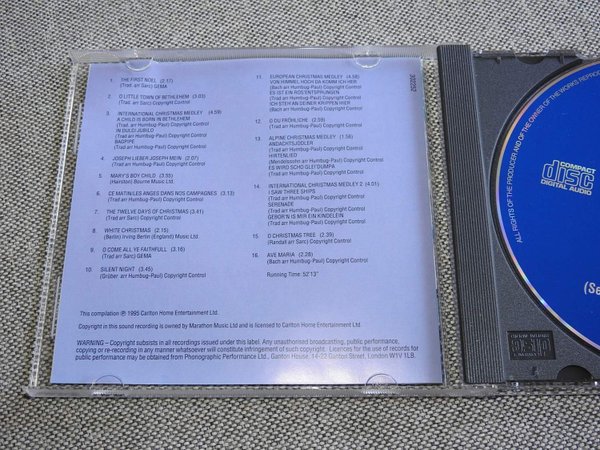 1. THE FIRST NOEL (2.17)
(Trad. arr Sarc) GEMA
2. O LITTLE TOWN OF BETHLEHEM (3.03)
(Trad. arr Sarc) Copyright Control
3. INTERNATIONAL CHRISTMAS MEDLEY (4.59)
A CHILD IS BORN IN BETHLEHEM
(Trad arr Humbug-Paul) Copyright Control
IN DULCI JUBILO
(Trad arr Humbug-Paul) Copyright Control
BAGPIPE
(Trad arr Humbug-Paul) Copyright Control
4. JOSEPH LIEBER JOSEPH MEIN (2.07)
(Trad arr Sarc) Copyright Control
5. MARY'S BOY CHILD (3.55)
(Hairston) Bourne Music Ltd.
6. CE MATIN/LES ANGES DANS NOS CAMPAGNES (3.13)
(Trad arr Humbug-Paul) Copyright Control
7. THE TWELVE DAYS OF CHRISTMAS (3.41)
(Trad arr Sarc) Copyright Control
8. WHITE CHRISTMAS (2.15)
(Berlin) Irving Berlin (England) Music Ltd
9. O COME ALL YE FAITHFULL (3.16)
(Trad arr Sarc) GEMA
10. SILENT NIGHT (3.45)
(Grüber arr Humbug-Paul) Copyright Control
11. EUROPEAN CHRISTMAS MEDLEY (4.58)
VON HIMMEL HOCH DA KOMM ICH HER
(Bach arr Humbug-Paul) Copyright Control
ES IST EIN ROS'ENTSPRUNGEN
(Trad arr Humbug-Paul) Copyright Control
ICH STEH AN DEINER KRIPPEN HIER
(Bach arr Humbug-Paul) Copyright Control
12. O DU FRÖHLICHE (2.39)
(Trad arr Humbug-Paul) Copyright Control
13. ALPINE CHRISTMAS MEDLEY (1.56)
ANDACHTSJODLER
(Trad arr Humbug-Paul) Copyright Control
HIRTENLIED
(Mendelssohn arr Humbug-Paul) Copyright Control
ES WIRD SCHO GLEI'DUMPA
(Trad arr Humbug-Paul) Copyright Control
14. INTERNATIONAL CHRISTMAS MEDLEY 2 (4.01)
I SAW THREE SHIPS
(Trad arr Humbug-Paul) Copyright Control
SERENADE
(Trad arr Humbug-Paul) Copyright Control
GEBOR'N IS MIR EIN KINDELEIN
(Trad arr Humbug-Paul) Copyright Control
15. O CHRISTMAS TREE (2.39)
(Randall arr Sarc) Copyright Control
16. AVE MARIA (2.28)
(Bach arr Humbug-Paul) Copyright Control
Running Time: 52'13"
This compilation ℗ 1995 Carlton Home Entertainment Ltd.
Copyright in this sound recording is owned by Marathon Music Ltd and is licensed to Carlton Home Entertainment Ltd.
WARNING – Copyright subsists in all recordings issued under this label. Any unauthorised broadcasting, public performance,
copying or re-recording in any manner whatsoever will constitute infringement of such copyright. Licences for the use of records for
public performance may be obtained from Phonographic Performance Ltd., Ganton House, 14-22 Ganton Street, London W1V 1LB.
ALL RIGHTS OF THE PRODUCER AND OF THE OWNER OF THE WORKS
COMPACT
disc
DIGITAL AUDIO
(Se